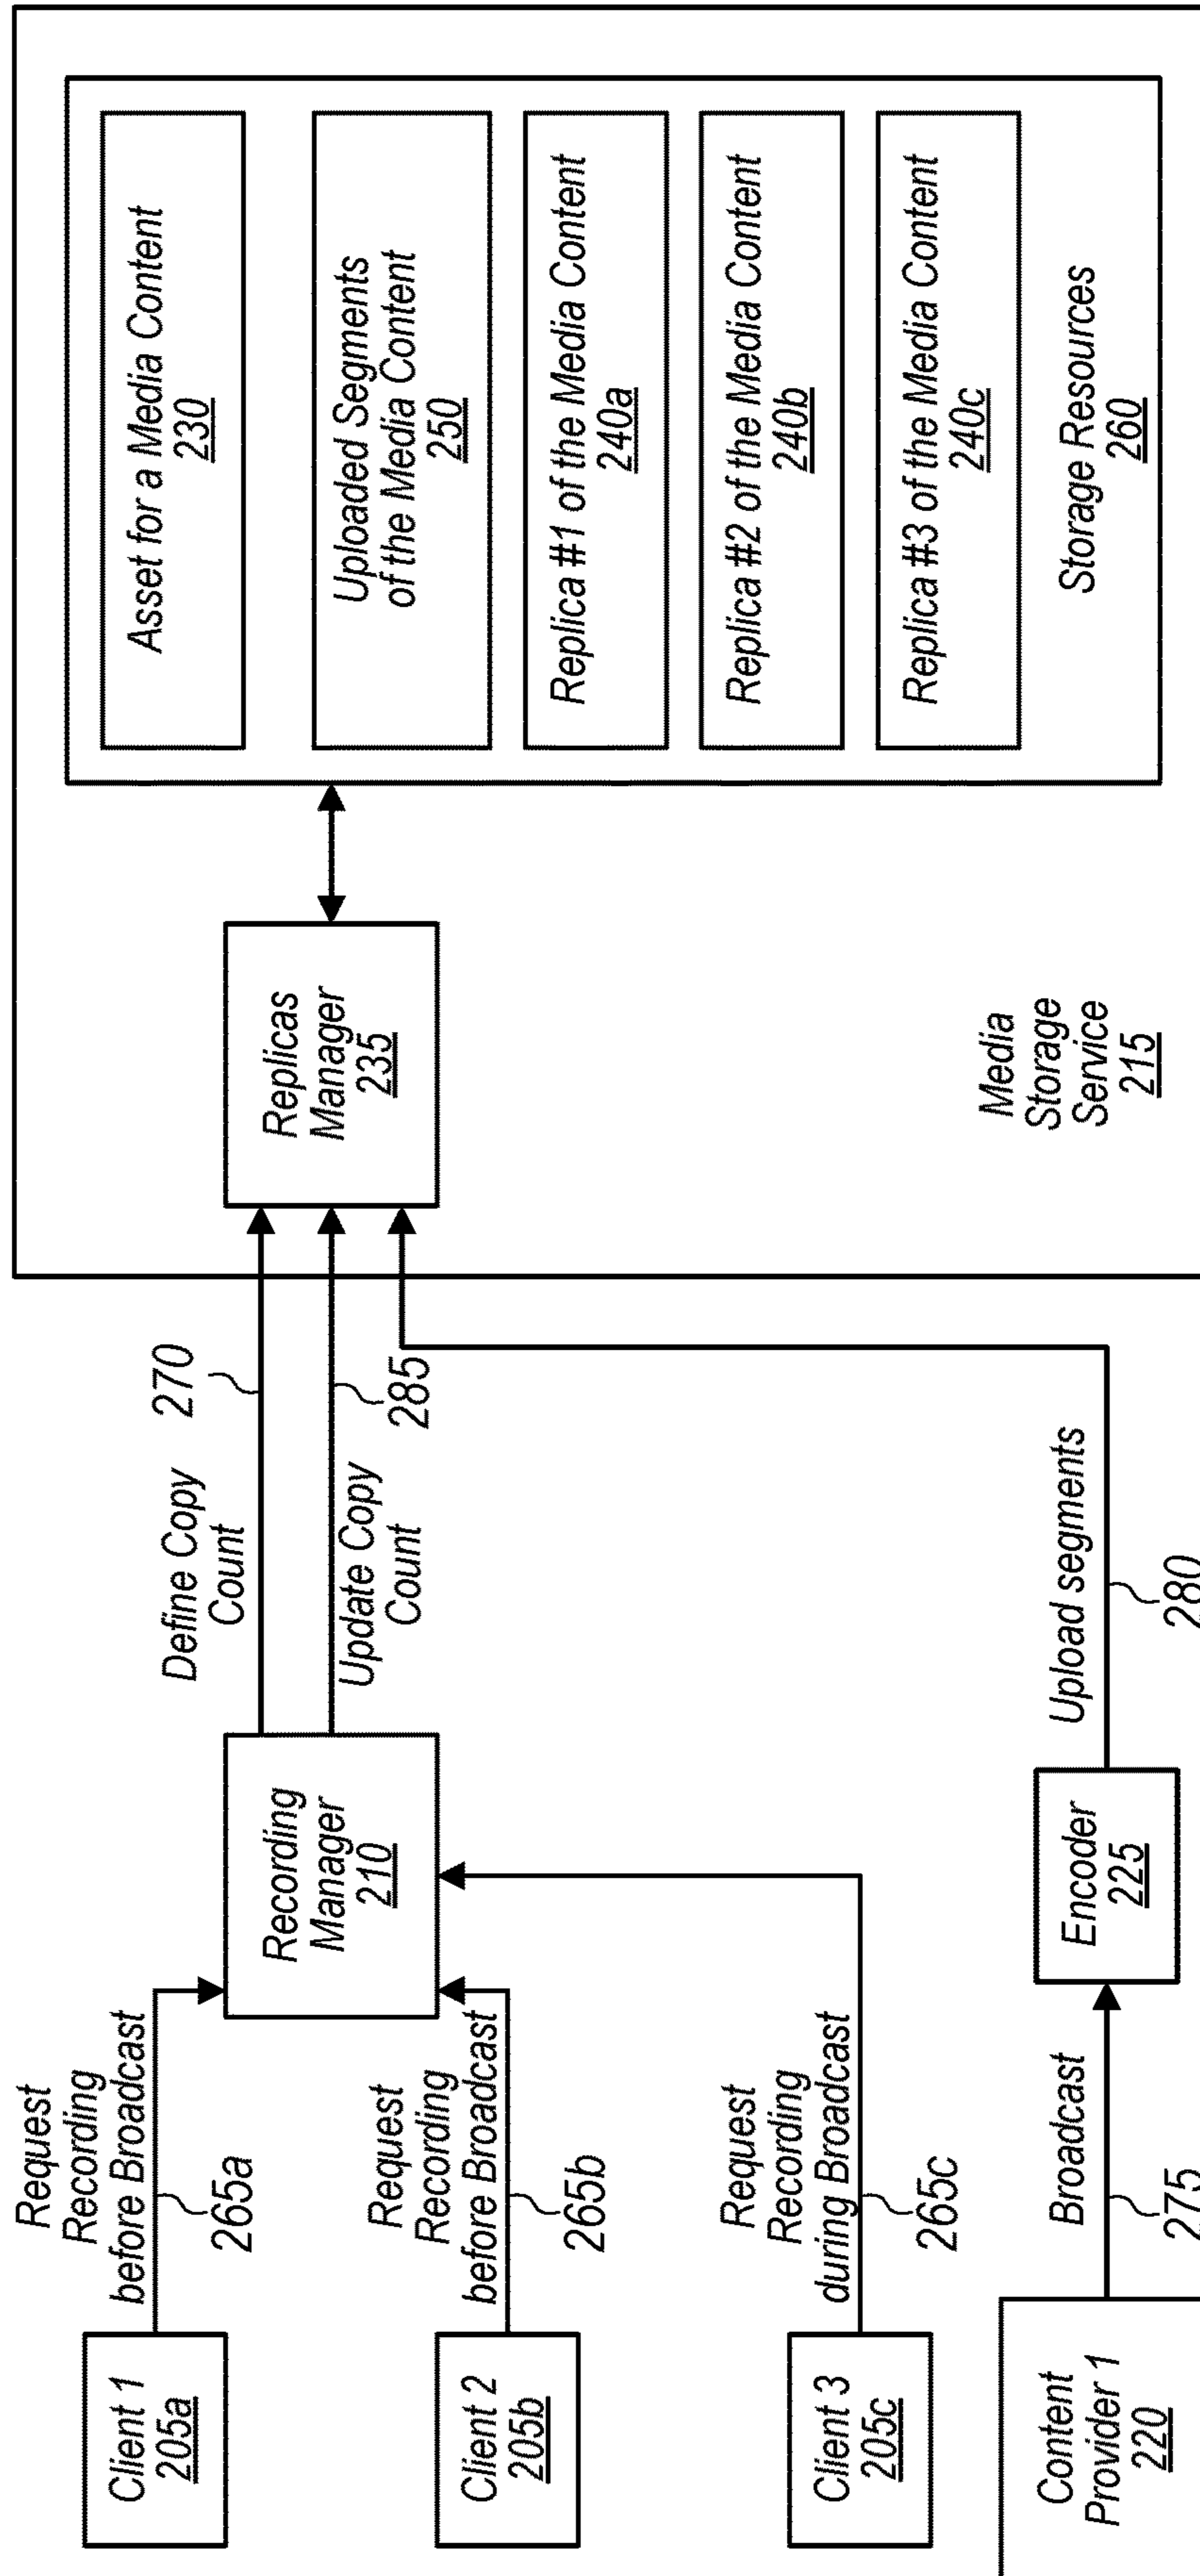 Request
Recording
before Broadcast
265a
Client 1
205a
Request
Recording
before Broadcast
265b
Client 2
205b
Request
Recording
during Broadcast
265c
Client 3
205c
Content
Provider 1
220
Broadcast
275
Encoder
225
Upload segments
280
Recording
Manager
210
Define Copy
Count
270
Update Copy
Count
285
Replicas
Manager
235
Media
Storage
Service
215
Asset for a Media Content
230
Uploaded Segments
of the Media Content
250
Replica #1 of the Media Content
240a
Replica #2 of the Media Content
240b
Replica #3 of the Media Content
240c
Storage Resources
260